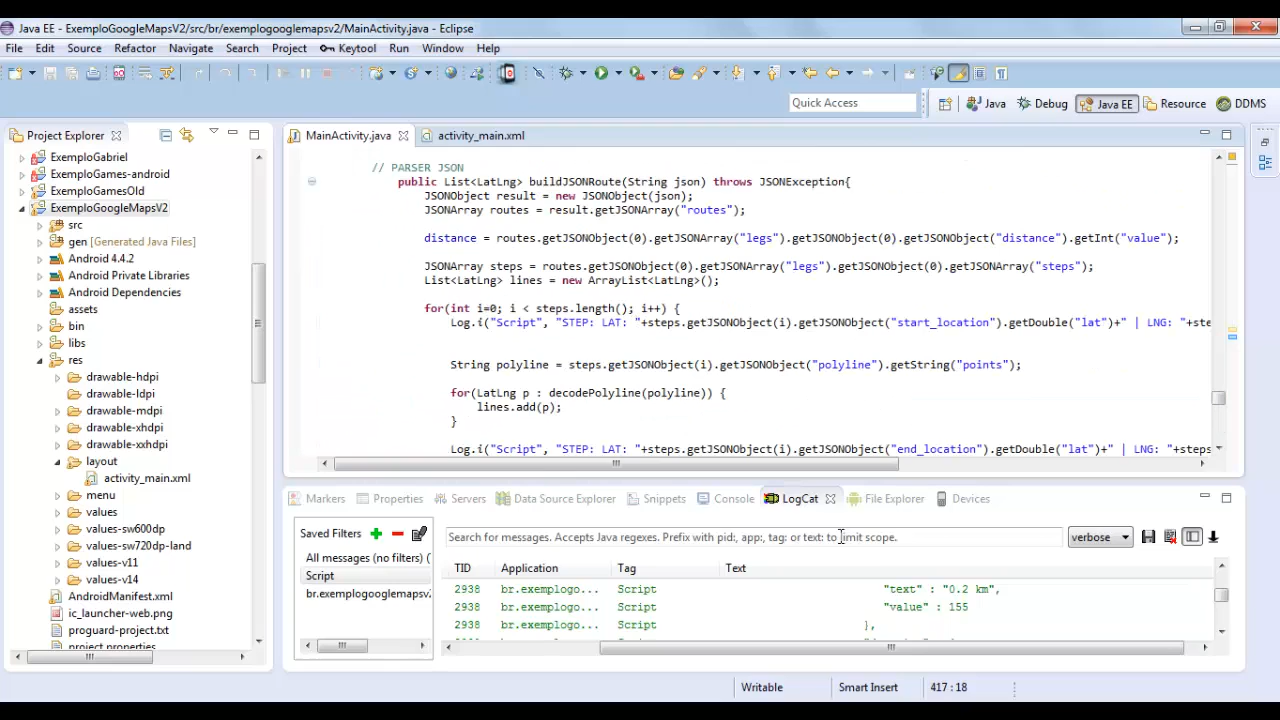 Java EE - ExemploGoogleMapsV2/src/br/exemplogooglemapsv2/MainActivity.java - Eclipse
File Edit Source Refactor Navigate Search Project Keytool Run Window Help
Quick Access
Java Debug Java EE Resource DDMS
Project Explorer
MainActivity.java activity_main.xml
ExemploGabriel
ExemploGames-android
ExemploGamesOld
ExemploGoogleMapsV2
src
gen [Generated Java Files]
Android 4.4.2
Android Private Libraries
Android Dependencies
assets
bin
libs
res
drawable-hdpi
drawable-ldpi
drawable-mdpi
drawable-xhdpi
drawable-xxhdpi
layout
activity_main.xml
menu
values
values-sw600dp
values-sw720dp-land
values-v11
values-v14
AndroidManifest.xml
ic_launcher-web.png
proguard-project.txt
project.properties
// PARSER JSON
public List<LatLng> buildJSONRoute(String json) throws JSONException{
JSONObject result = new JSONObject(json);
JSONArray routes = result.getJSONArray("routes");
distance = routes.getJSONObject(0).getJSONArray("legs").getJSONObject(0).getJSONObject("distance").getInt("value");
JSONArray steps = routes.getJSONObject(0).getJSONArray("legs").getJSONObject(0).getJSONArray("steps");
List<LatLng> lines = new ArrayList<LatLng>();
for(int i=0; i < steps.length(); i++) {
Log.i("Script", "STEP: LAT: "+steps.getJSONObject(i).getJSONObject("start_location").getDouble("lat")+" | LNG: "+ste
String polyline = steps.getJSONObject(i).getJSONObject("polyline").getString("points");
for(LatLng p : decodePolyline(polyline)) {
lines.add(p);
}
Log.i("Script", "STEP: LAT: "+steps.getJSONObject(i).getJSONObject("end_location").getDouble("lat")+" | LNG: "+steps
Markers Properties Servers Data Source Explorer Snippets Console LogCat File Explorer Devices
Saved Filters
All messages (no filters)
Script
br.exemplogooglemapsv
Search for messages. Accepts Java regexes. Prefix with pid:, app:, tag: or text: to limit scope.
verbose
TID Application Tag Text
2938 br.exemplogo... Script "text" : "0.2 km",
2938 br.exemplogo... Script "value" : 155
2938 br.exemplogo... Script },
Writable Smart Insert 417 : 18